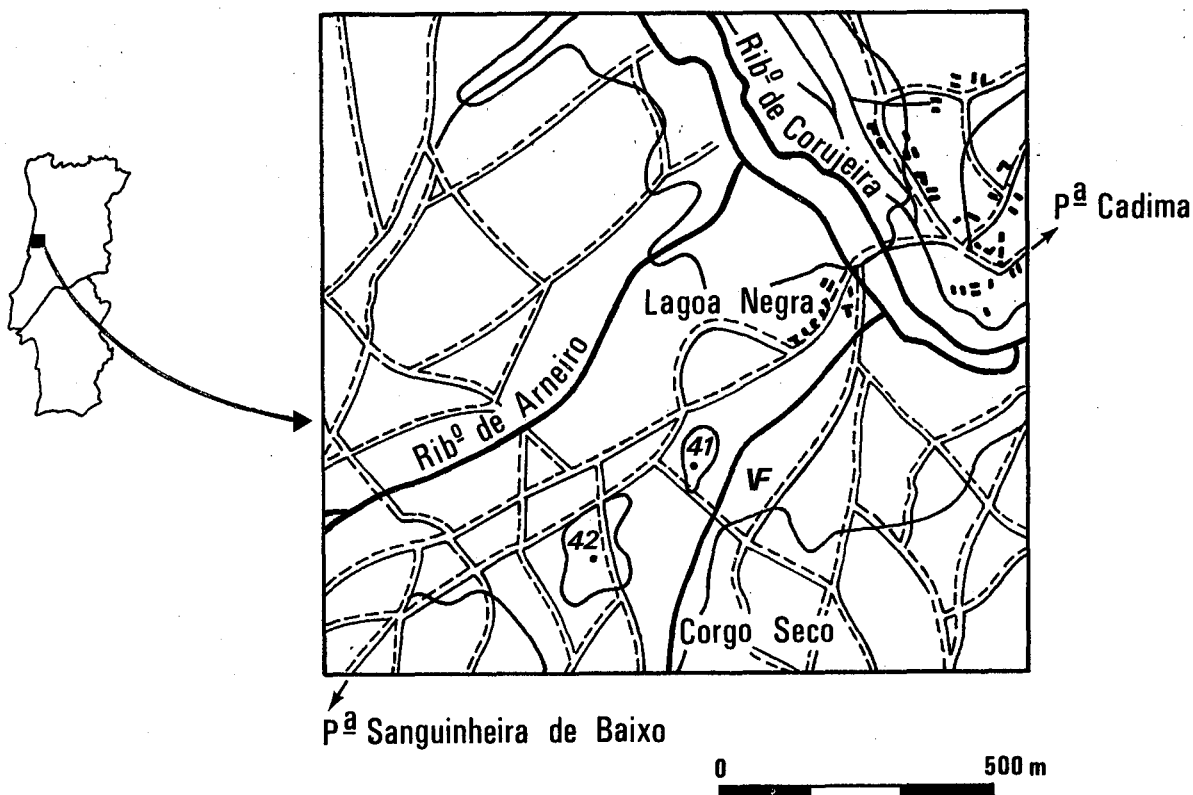 Ribº de Corujeira
Pª Cadima
Lagoa Negra
Ribº de Arneiro
41
VF
42
Corgo Seco
Pª Sanguinheira de Baixo
0 500 m